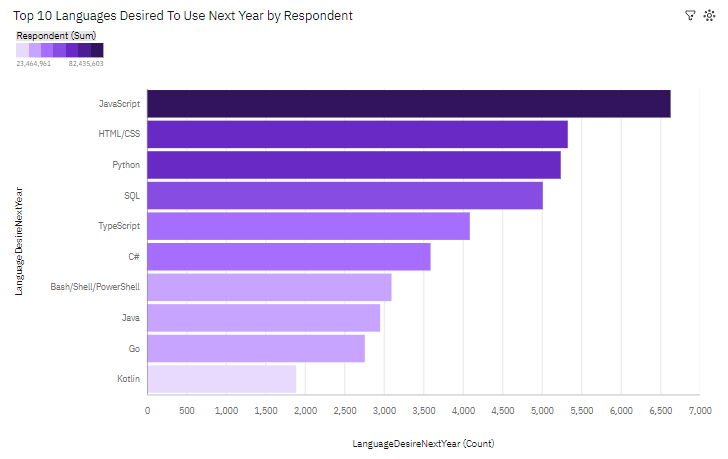 Top 10 Languages Desired To Use Next Year by Respondent
Respondent (Sum)
23,464,961 82,435,603
LanguageDesireNextYear
JavaScript
HTML/CSS
Python
SQL
TypeScript
C#
Bash/Shell/PowerShell
Java
Go
Kotlin
0 500 1,000 1,500 2,000 2,500 3,000 3,500 4,000 4,500 5,000 5,500 6,000 6,500 7,000
LanguageDesireNextYear (Count)